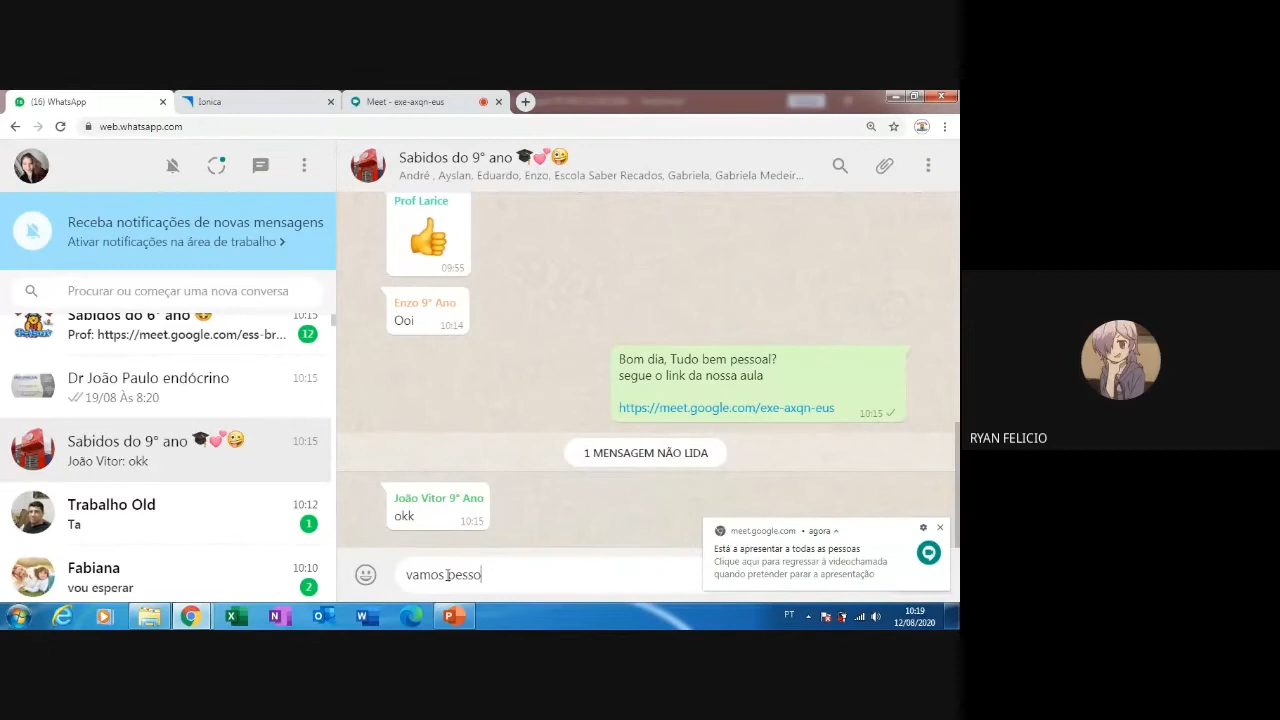 (16) WhatsApp
Ionica
Meet - exe-axqn-eus
web.whatsapp.com
Receba notificações de novas mensagens
Ativar notificações na área de trabalho >
Procurar ou começar uma nova conversa
Sabidos do 6° ano 10:15
Prof: https://meet.google.com/ess-br... 12
Dr João Paulo endócrino 10:15
19/08 Às 8:20
Sabidos do 9° ano 🎓💕🤪 10:15
João Vitor: okk
Trabalho Old 10:12
Ta 1
Fabiana 10:10
vou esperar 2
Sabidos do 9° ano 🎓💕🤪
André , Ayslan, Eduardo, Enzo, Escola Saber Recados, Gabriela, Gabriela Medeir...
Prof Larice
👍
09:55
Enzo 9° Ano
Ooi 10:14
Bom dia, Tudo bem pessoal?
segue o link da nossa aula
https://meet.google.com/exe-axqn-eus 10:15
1 MENSAGEM NÃO LIDA
João Vitor 9° Ano
okk 10:15
vamos pesso
meet.google.com • agora
Está a apresentar a todas as pessoas
Clique aqui para regressar à videochamada
quando pretender parar a apresentação
PT
10:19
12/08/2020
RYAN FELICIO